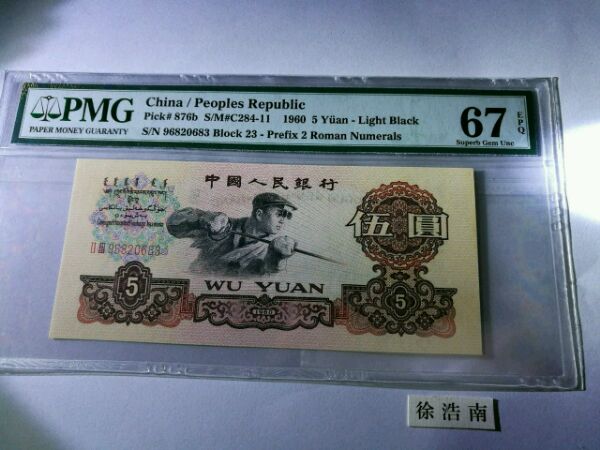 PMG
PAPER MONEY GUARANTY
China / Peoples Republic
Pick# 876b S/M#C284-11 1960 5 Yüan - Light Black
S/N 96820683 Block 23 - Prefix 2 Roman Numerals
67 EPQ
Superb Gem Unc
中國人民銀行
II III 96820683
伍圓
WU YUAN
5
1960
5
徐浩南